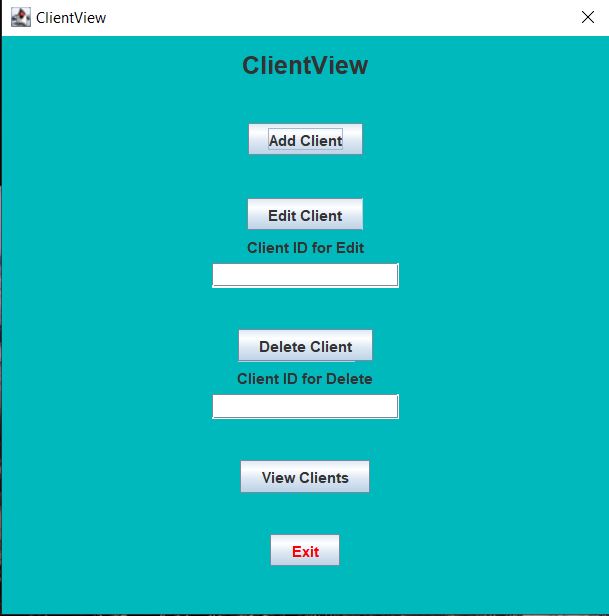 ClientView
ClientView
Add Client
Edit Client
Client ID for Edit
Delete Client
Client ID for Delete
View Clients
Exit